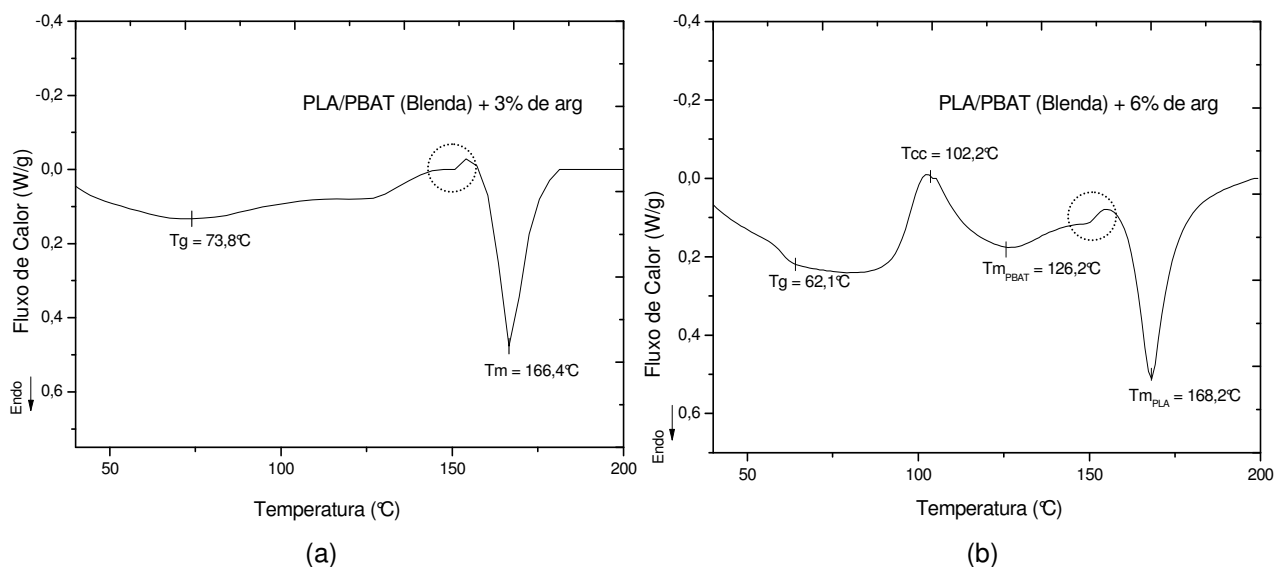 -0,4
-0,2
0,0
0,2
0,4
0,6
Fluxo de Calor (W/g)
Endo
PLA/PBAT (Blenda) + 3% de arg
Tg = 73,8°C
Tm = 166,4°C
50
100
150
200
Temperatura (°C)
(a)
-0,4
-0,2
0,0
0,2
0,4
0,6
Fluxo de Calor (W/g)
Endo
PLA/PBAT (Blenda) + 6% de arg
Tcc = 102,2°C
Tg = 62,1°C
TmPBAT = 126,2°C
TmPLA = 168,2°C
50
100
150
200
Temperatura (°C)
(b)